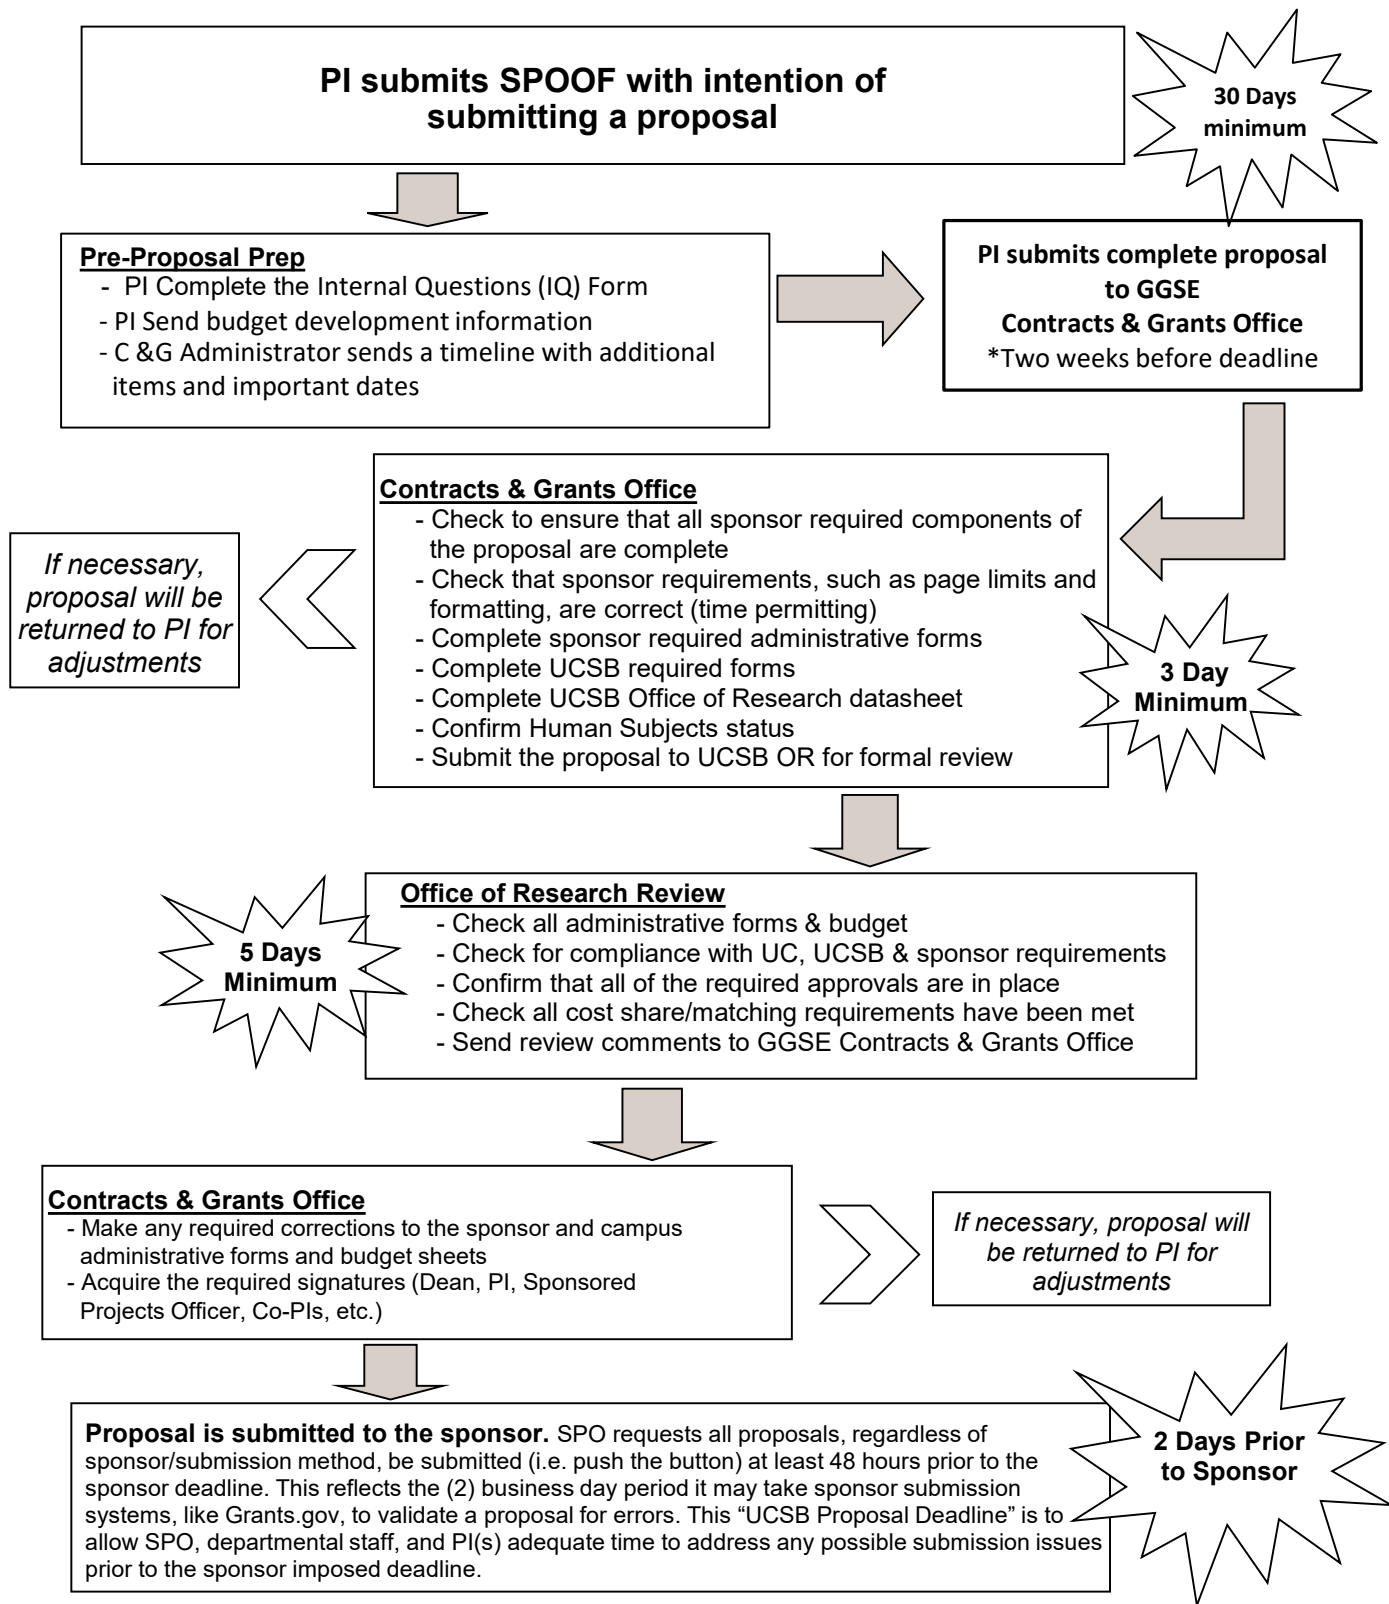 PI submits SPOOF with intention of
submitting a proposal
30 Days
minimum
Pre-Proposal Prep
- PI Complete the Internal Questions (IQ) Form
- PI Send budget development information
- C &G Administrator sends a timeline with additional
items and important dates
PI submits complete proposal
to GGSE
Contracts & Grants Office
*Two weeks before deadline
Contracts & Grants Office
- Check to ensure that all sponsor required components of
the proposal are complete
- Check that sponsor requirements, such as page limits and
formatting, are correct (time permitting)
- Complete sponsor required administrative forms
- Complete UCSB required forms
- Complete UCSB Office of Research datasheet
- Confirm Human Subjects status
- Submit the proposal to UCSB OR for formal review
If necessary,
proposal will be
returned to PI for
adjustments
3 Day
Minimum
Office of Research Review
- Check all administrative forms & budget
- Check for compliance with UC, UCSB & sponsor requirements
- Confirm that all of the required approvals are in place
- Check all cost share/matching requirements have been met
- Send review comments to GGSE Contracts & Grants Office
5 Days
Minimum
Contracts & Grants Office
- Make any required corrections to the sponsor and campus
administrative forms and budget sheets
- Acquire the required signatures (Dean, PI, Sponsored
Projects Officer, Co-PIs, etc.)
If necessary, proposal will
be returned to PI for
adjustments
Proposal is submitted to the sponsor. SPO requests all proposals, regardless of
sponsor/submission method, be submitted (i.e. push the button) at least 48 hours prior to the
sponsor deadline. This reflects the (2) business day period it may take sponsor submission
systems, like Grants.gov, to validate a proposal for errors. This “UCSB Proposal Deadline” is to
allow SPO, departmental staff, and PI(s) adequate time to address any possible submission issues
prior to the sponsor imposed deadline.
2 Days Prior
to Sponsor